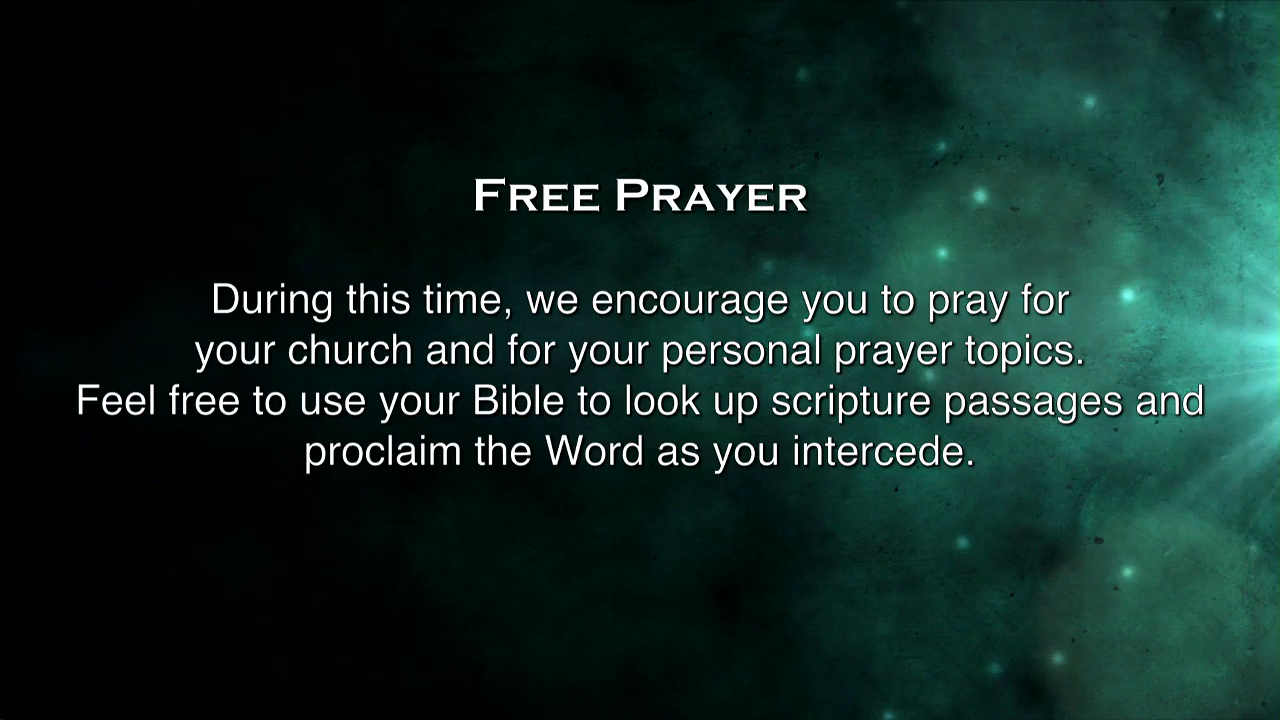 Free Prayer
During this time, we encourage you to pray for
your church and for your personal prayer topics.
Feel free to use your Bible to look up scripture passages and
proclaim the Word as you intercede.